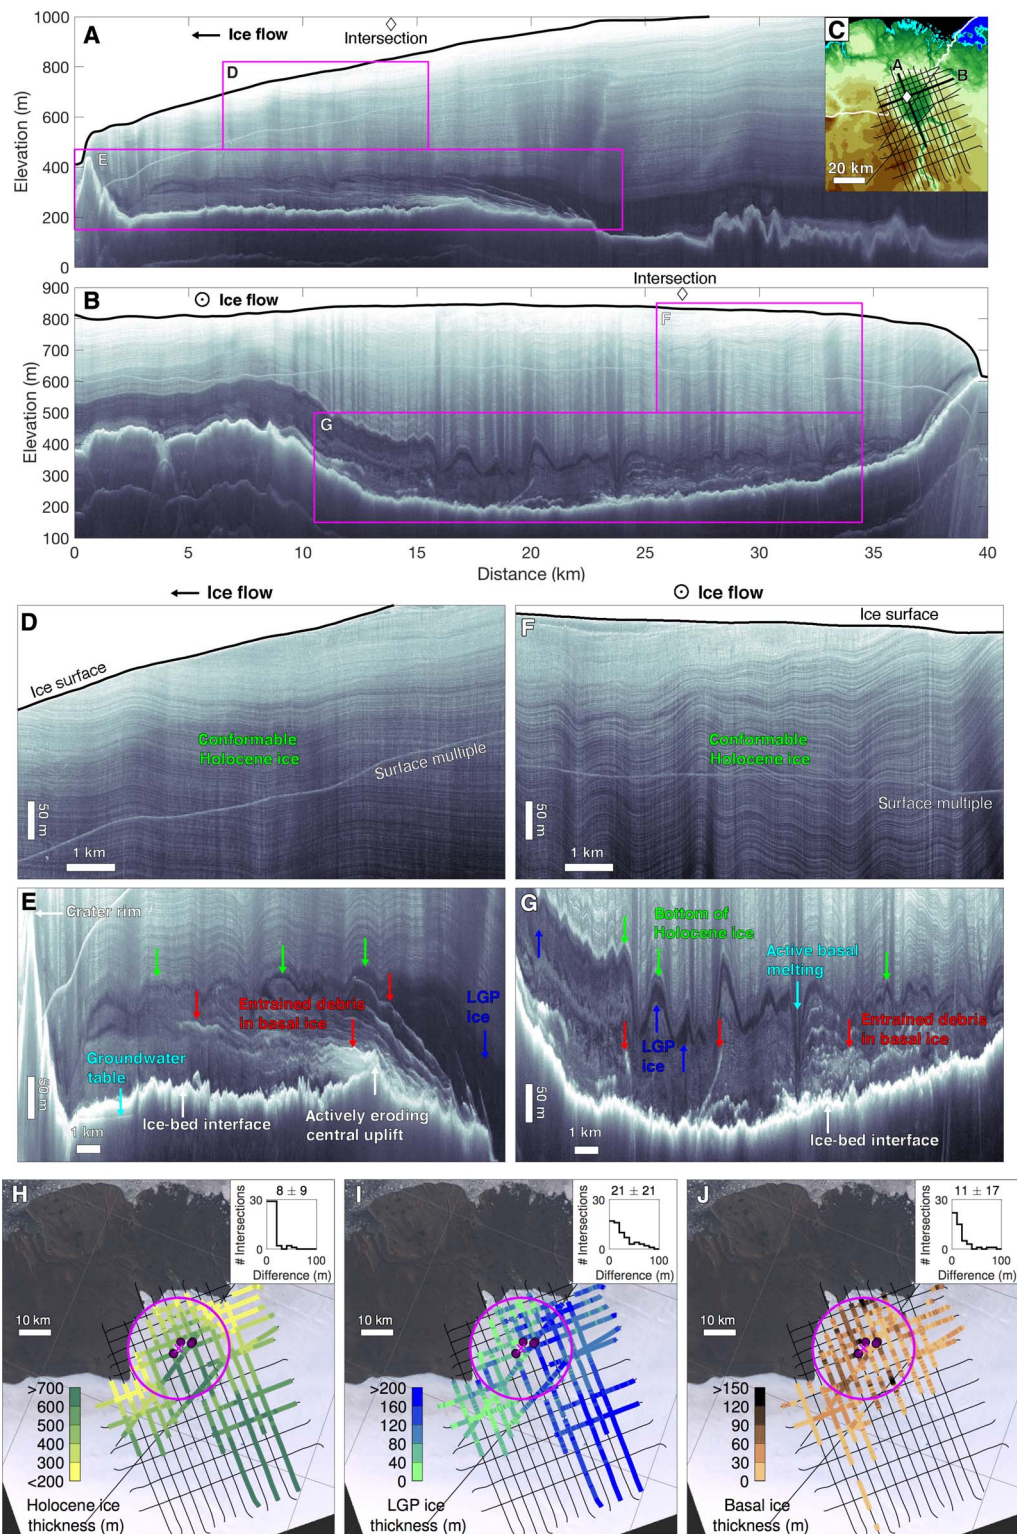 A
Ice flow
Intersection
D
E
Elevation (m)
1000
800
600
400
200
0
C
A
B
20 km
B
Ice flow
Intersection
F
G
Elevation (m)
900
800
700
600
500
400
300
200
100
0 5 10 15 20 25 30 35 40
Distance (km)
Ice flow
Ice flow
D
Ice surface
Conformable
Holocene ice
Surface multiple
50 m
1 km
F
Ice surface
Conformable
Holocene ice
Surface multiple
50 m
1 km
E
Crater rim
Entrained debris
in basal ice
LGP
ice
Groundwater
table
50 m
1 km
Ice-bed interface
Actively eroding
central uplift
G
Bottom of
Holocene ice
Active basal
melting
LGP
ice
Entrained debris
in basal ice
50 m
1 km
Ice-bed interface
H
8 ± 9
# Intersections
30
0
0 100
Difference (m)
10 km
>700
600
500
400
300
<200
Holocene ice
thickness (m)
I
21 ± 21
# Intersections
30
0
0 100
Difference (m)
10 km
>200
160
120
80
40
0
LGP ice
thickness (m)
J
11 ± 17
# Intersections
30
0
0 100
Difference (m)
10 km
>150
120
90
60
30
0
Basal ice
thickness (m)